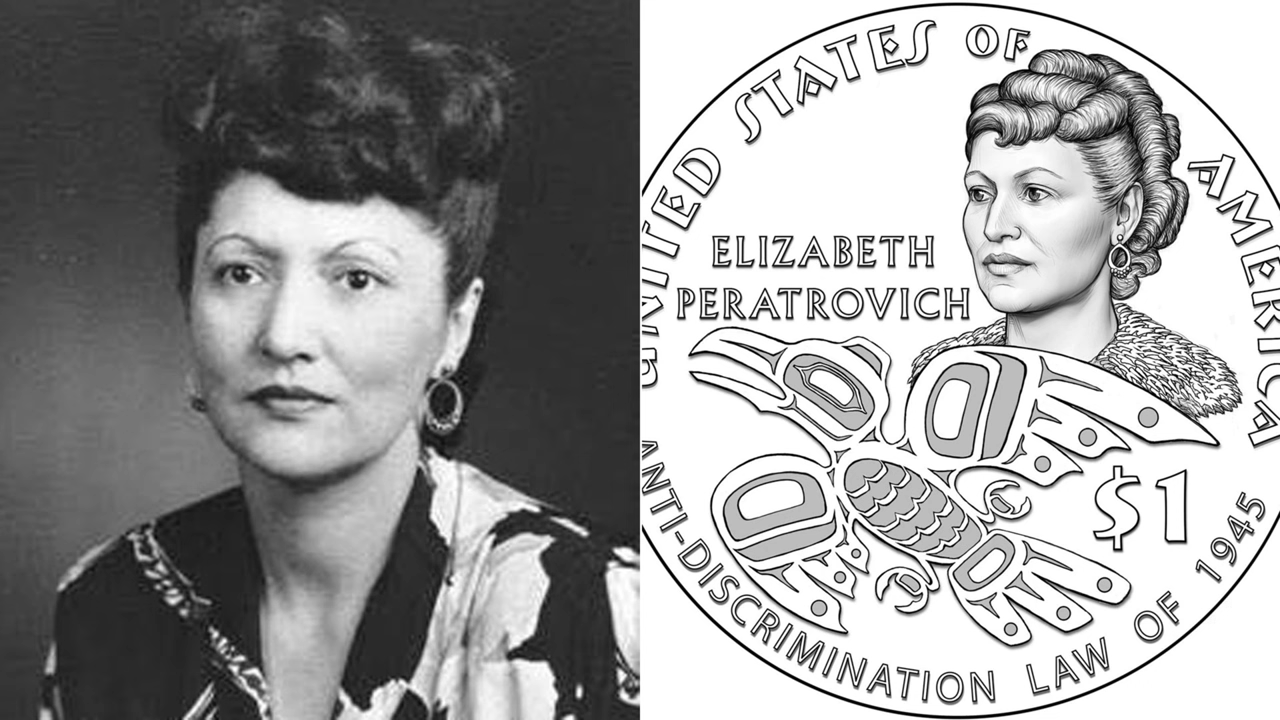 UNITED STATES OF AMERICA
ELIZABETH
PERATROVICH
$1
ANTI-DISCRIMINATION LAW OF 1945